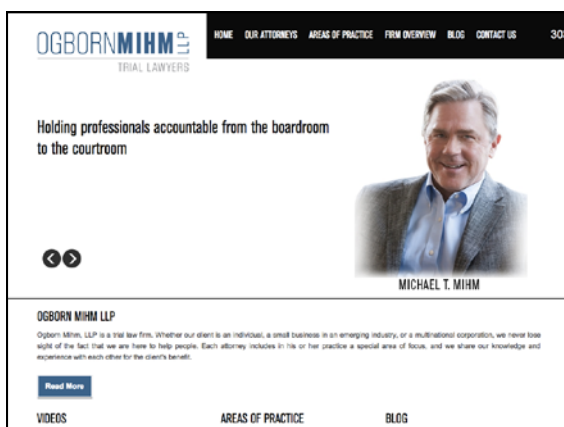 OGBORNMIHM LLP
TRIAL LAWYERS
HOME OUR ATTORNEYS AREAS OF PRACTICE FIRM OVERVIEW BLOG CONTACT US 303
Holding professionals accountable from the boardroom
to the courtroom
MICHAEL T. MIHM
OGBORN MIHM LLP
Ogborn Mihm, LLP is a trial law firm. Whether our client is an individual, a small business in an emerging industry, or a multinational corporation, we never lose
sight of the fact that we are here to help people. Each attorney includes in his or her practice a special area of focus, and we share our knowledge and
experience with each other for the client's benefit.
Read More
VIDEOS AREAS OF PRACTICE BLOG